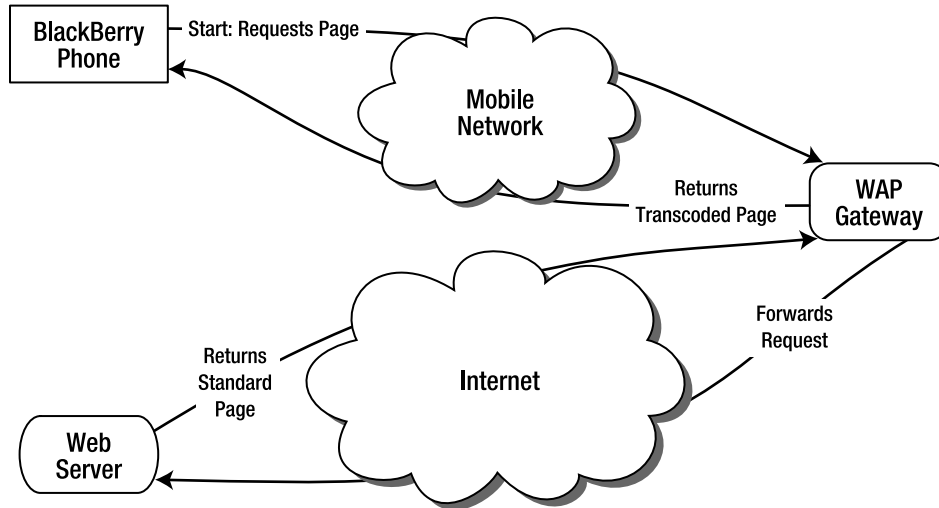 BlackBerry
Phone
Start: Requests Page
Mobile
Network
WAP
Gateway
Returns
Transcoded Page
Forwards
Request
Internet
Returns
Standard
Page
Web
Server